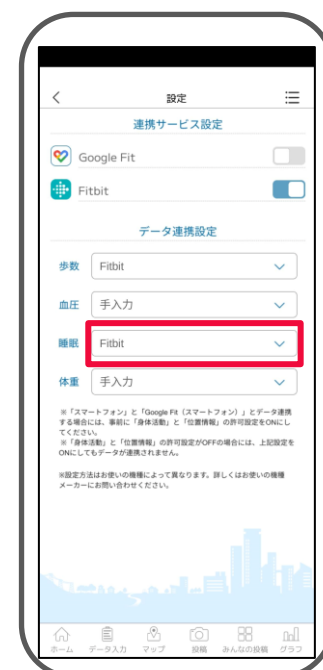 設定
連携サービス設定
Google Fit
Fitbit
データ連携設定
歩数 Fitbit
血圧 手入力
睡眠 Fitbit
体重 手入力
※「スマートフォン」と「Google Fit（スマートフォン）」とデータ連携
する場合には、事前に「身体活動」と「位置情報」の許可設定をONにし
てください。
※「身体活動」と「位置情報」の許可設定がOFFの場合には、上記設定を
ONにしてもデータが連携されません。
※設定方法はお使いの機種によって異なります。詳しくはお使いの機種
メーカーにお問い合わせください。
ホーム データ入力 マップ 投稿 みんなの投稿 グラフ